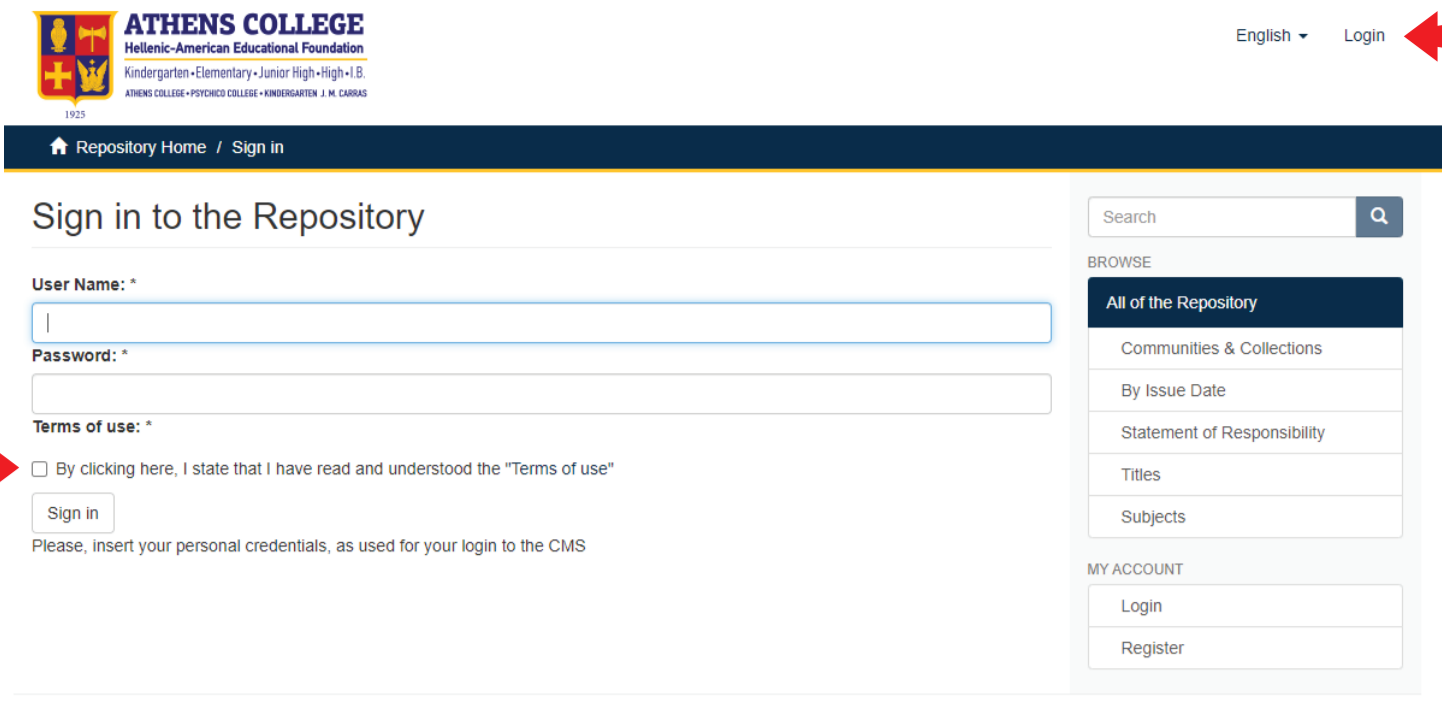 ATHENS COLLEGE
Hellenic-American Educational Foundation
Kindergarten•Elementary•Junior High•High•I.B.
ATHENS COLLEGE•PSYCHICO COLLEGE•KINDERGARTEN J. M. CARRAS
1925
English
Login
Repository Home / Sign in
Sign in to the Repository
User Name: *
Password: *
Terms of use: *
By clicking here, I state that I have read and understood the "Terms of use"
Sign in
Please, insert your personal credentials, as used for your login to the CMS
Search
BROWSE
All of the Repository
Communities & Collections
By Issue Date
Statement of Responsibility
Titles
Subjects
MY ACCOUNT
Login
Register